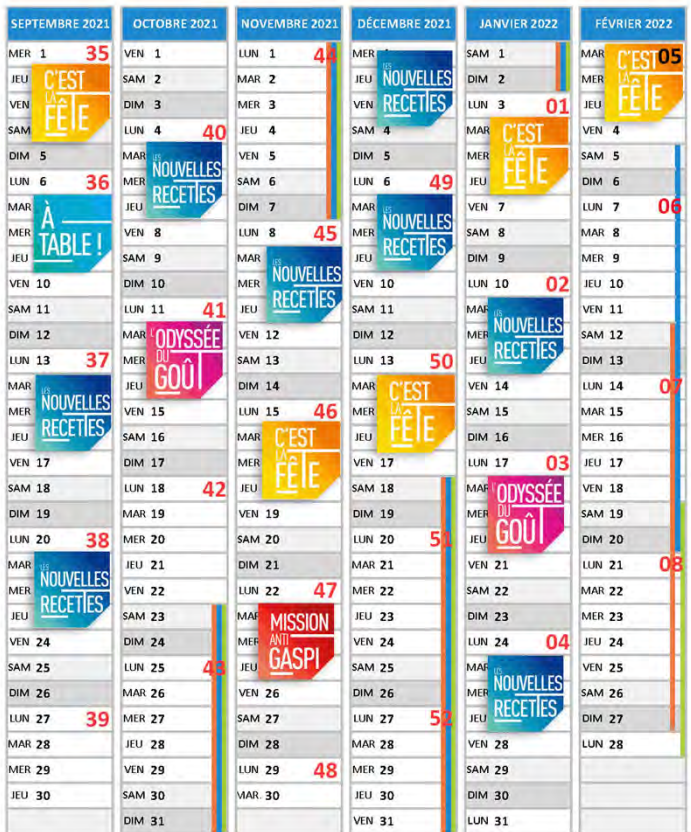 SEPTEMBRE 2021
MER 1 35
JEU
VEN
SAM
C'EST
LA
FÊTE
DIM 5
LUN 6 36
MAR
MER
JEU
À
TABLE !
VEN 10
SAM 11
DIM 12
LUN 13 37
MAR
MER
JEU
LES
NOUVELLES
RECETTES
VEN 17
SAM 18
DIM 19
LUN 20 38
MAR
MER
JEU
LES
NOUVELLES
RECETTES
VEN 24
SAM 25
DIM 26
LUN 27 39
MAR 28
MER 29
JEU 30
OCTOBRE 2021
VEN 1
SAM 2
DIM 3
LUN 4 40
MAR
MER
JEU
LES
NOUVELLES
RECETTES
VEN 8
SAM 9
DIM 10
LUN 11 41
MAR
MER
JEU
L'ODYSSÉE
DU
GOÛT
VEN 15
SAM 16
DIM 17
LUN 18 42
MAR 19
MER 20
JEU 21
VEN 22
SAM 23
DIM 24
LUN 25 43
MAR 26
MER 27
JEU 28
VEN 29
SAM 30
DIM 31
NOVEMBRE 2021
LUN 1 44
MAR 2
MER 3
JEU 4
VEN 5
SAM 6
DIM 7
LUN 8 45
MAR
MER
JEU
LES
NOUVELLES
RECETTES
VEN 12
SAM 13
DIM 14
LUN 15 46
MAR
MER
JEU
C'EST
LA
FÊTE
VEN 19
SAM 20
DIM 21
LUN 22 47
MAR
MER
JEU
MISSION
ANTI
GASPI
VEN 26
SAM 27
DIM 28
LUN 29 48
MAR 30
DÉCEMBRE 2021
MER
JEU
VEN
LES
NOUVELLES
RECETTES
SAM 4
DIM 5
LUN 6 49
MAR
MER
JEU
LES
NOUVELLES
RECETTES
VEN 10
SAM 11
DIM 12
LUN 13 50
MAR
MER
JEU
C'EST
LA
FÊTE
VEN 17
SAM 18
DIM 19
LUN 20 51
MAR 21
MER 22
JEU 23
VEN 24
SAM 25
DIM 26
LUN 27 52
MAR 28
MER 29
JEU 30
VEN 31
JANVIER 2022
SAM 1
DIM 2
LUN 3 01
MAR
MER
JEU
C'EST
LA
FÊTE
VEN 7
SAM 8
DIM 9
LUN 10 02
MAR
MER
JEU
LES
NOUVELLES
RECETTES
VEN 14
SAM 15
DIM 16
LUN 17 03
MAR
MER
JEU
L'ODYSSÉE
DU
GOÛT
VEN 21
SAM 22
DIM 23
LUN 24 04
MAR
MER
JEU
LES
NOUVELLES
RECETTES
VEN 28
SAM 29
DIM 30
LUN 31
FÉVRIER 2022
MAR 05
MER
JEU
C'EST
LA
FÊTE
VEN 4
SAM 5
DIM 6
LUN 7 06
MAR 8
MER 9
JEU 10
VEN 11
SAM 12
DIM 13
LUN 14 07
MAR 15
MER 16
JEU 17
VEN 18
SAM 19
DIM 20
LUN 21 08
MAR 22
MER 23
JEU 24
VEN 25
SAM 26
DIM 27
LUN 28